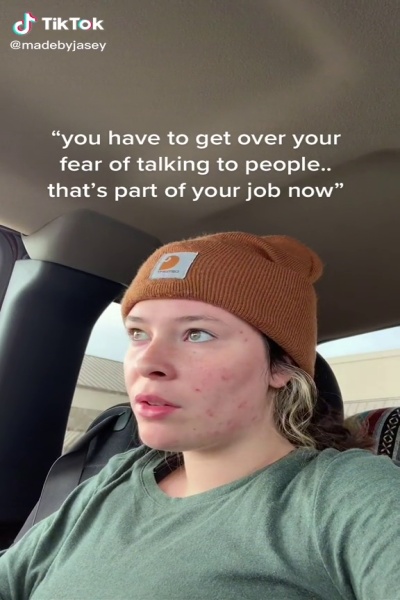 TikTok
@madebyjasey
“you have to get over your
fear of talking to people..
that’s part of your job now”